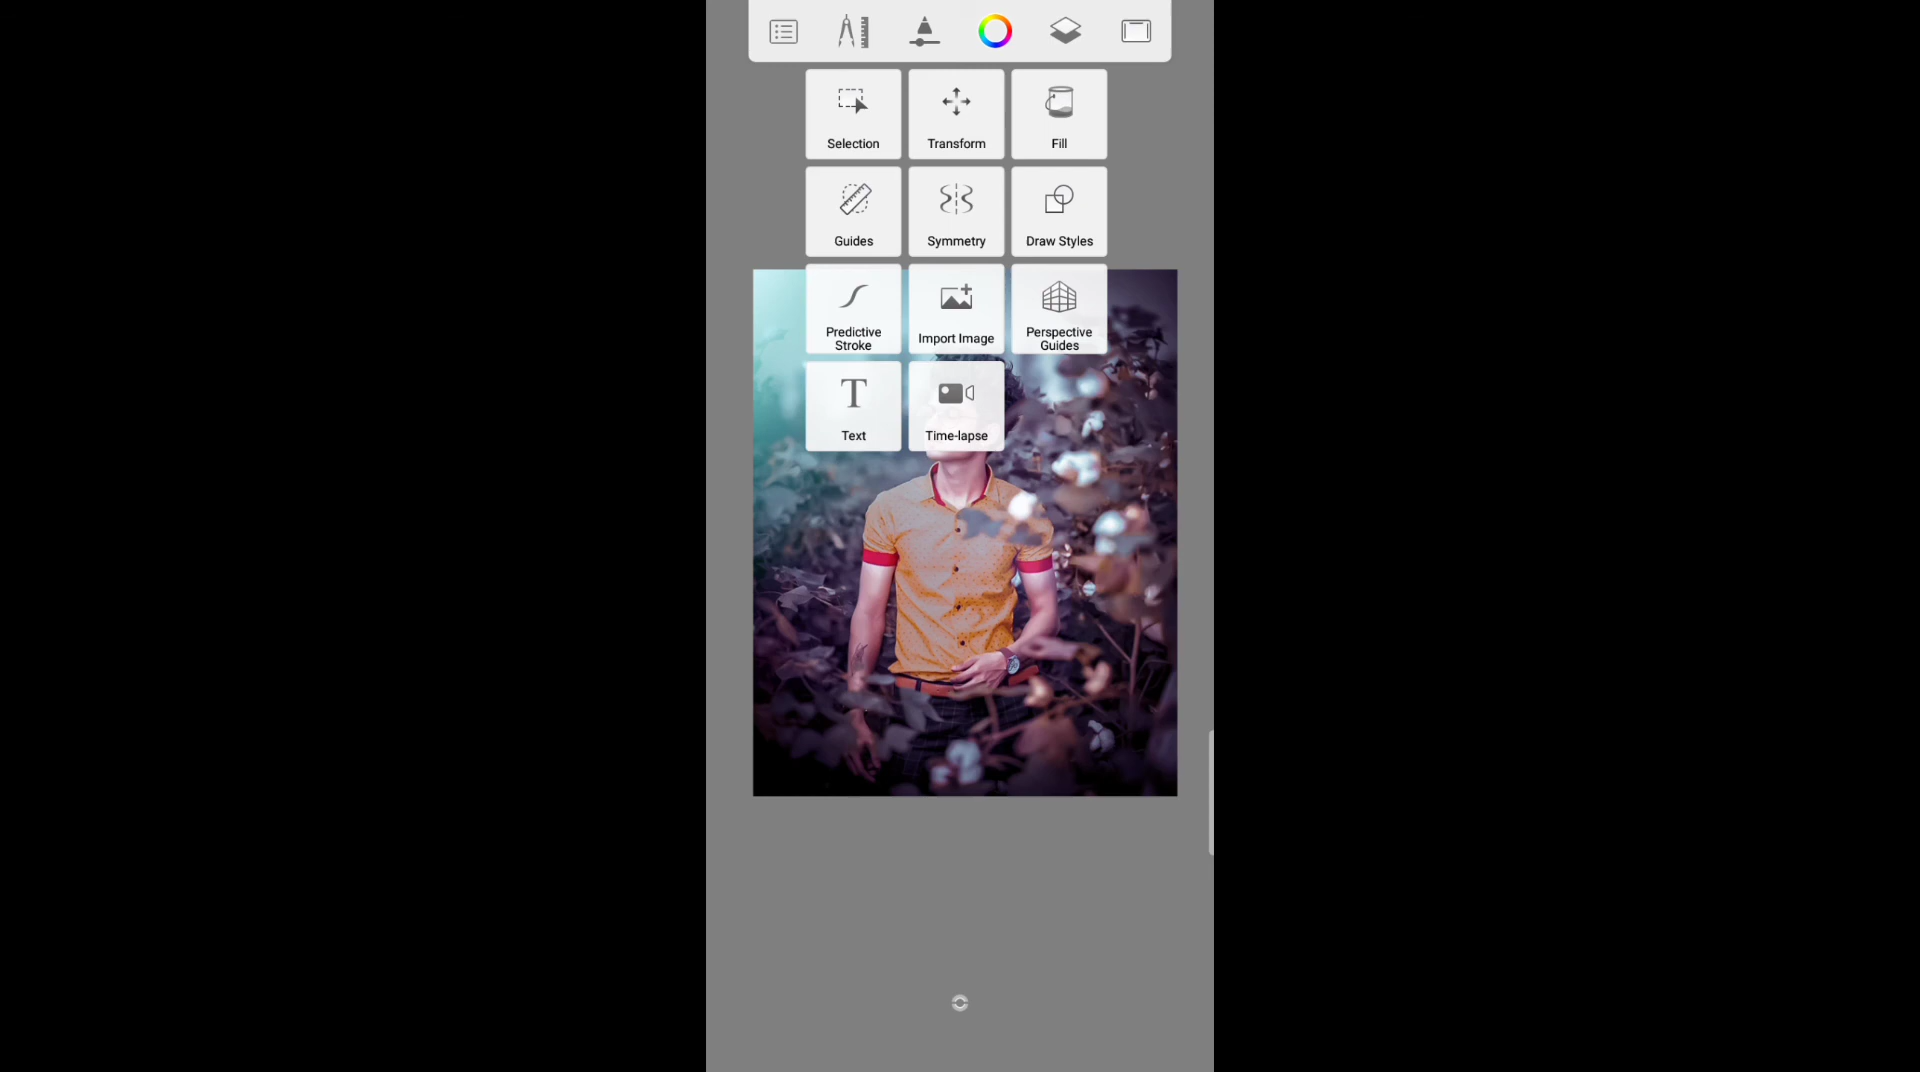 Selection
Transform
Fill
Guides
Symmetry
Draw Styles
Predictive
Stroke
Import Image
Perspective
Guides
Text
Time-lapse